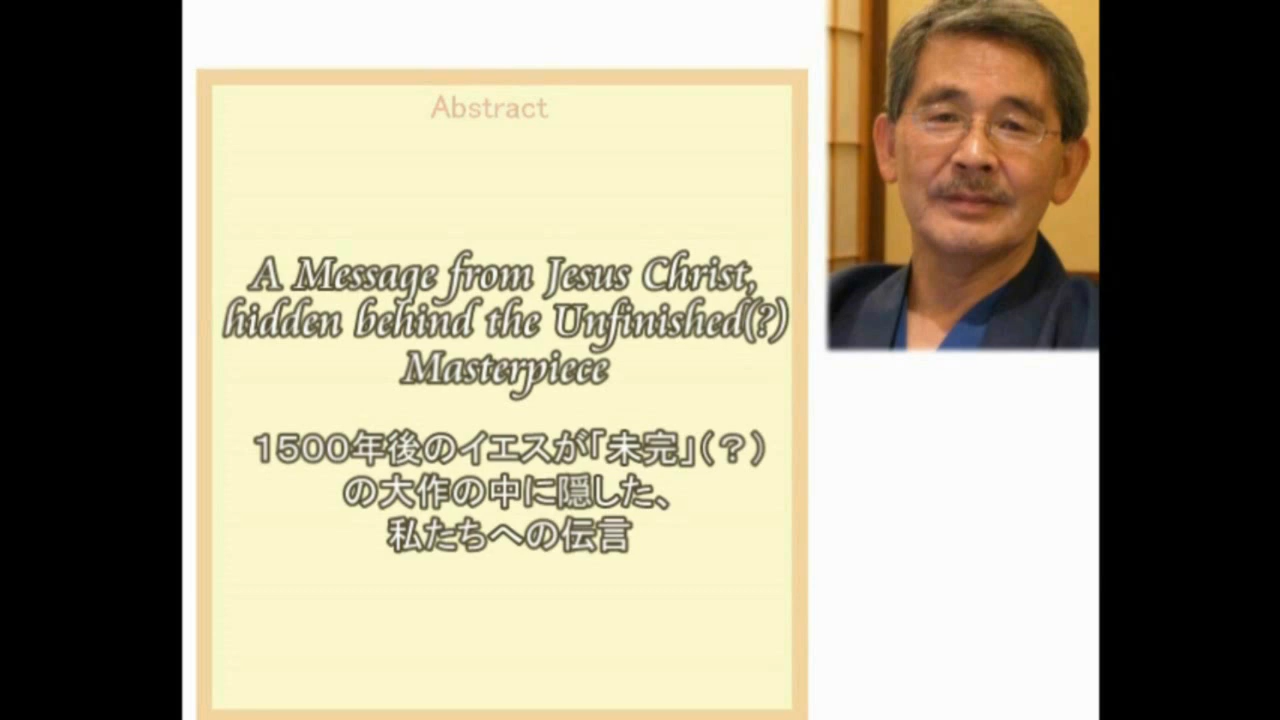 Abstract
A Message from Jesus Christ,
hidden behind the Unfinished(?)
Masterpiece
1500年後のイエスが「未完」(？)
の大作の中に隠した、
私たちへの伝言